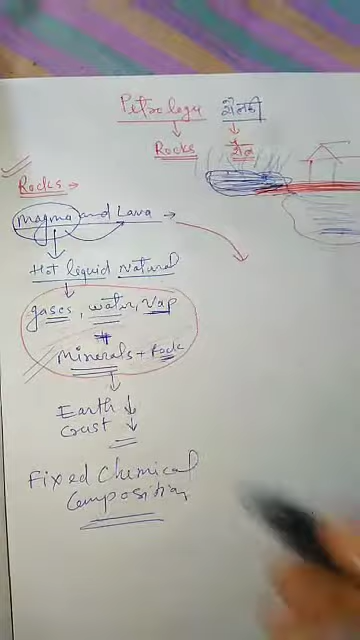 Petrology शैलकी
Rocks शैल
Rocks →
Magma and Lava →
Hot liquid Natural
gases, water, Vap
+
Minerals + Rock
Earth
Crust
Fixed Chemical
Composition